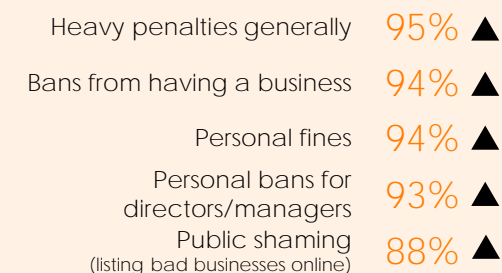 Heavy penalties generally 95% ▲
Bans from having a business 94% ▲
Personal fines 94% ▲
Personal bans for
directors/managers 93% ▲
Public shaming
(listing bad businesses online) 88% ▲